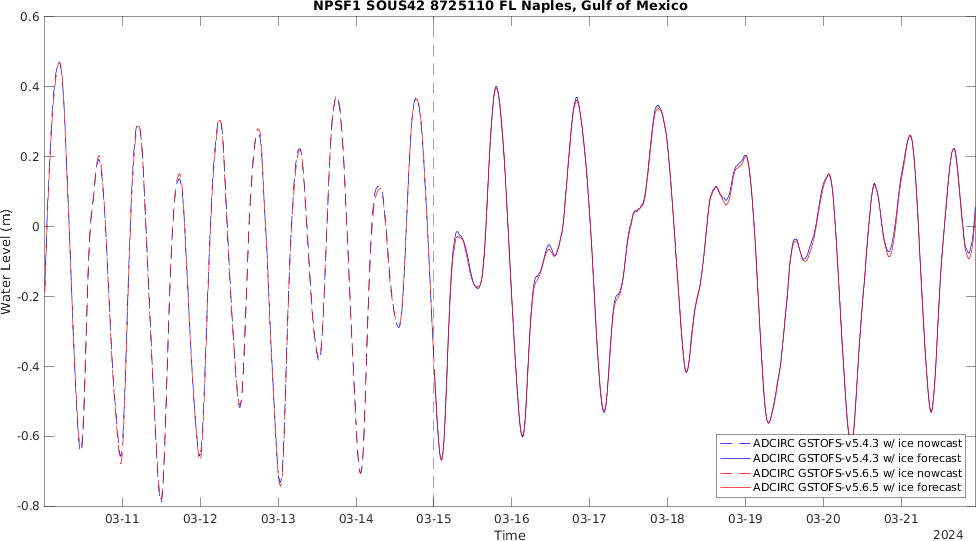 NPSF1 SOUS42 8725110 FL Naples, Gulf of Mexico
0.6
0.4
0.2
0
-0.2
-0.4
-0.6
-0.8
Water Level (m)
ADCIRC GSTOFS-v5.4.3 w/ ice nowcast
ADCIRC GSTOFS-v5.4.3 w/ ice forecast
ADCIRC GSTOFS-v5.6.5 w/ ice nowcast
ADCIRC GSTOFS-v5.6.5 w/ ice forecast
03-11 03-12 03-13 03-14 03-15 03-16 03-17 03-18 03-19 03-20 03-21
Time
2024